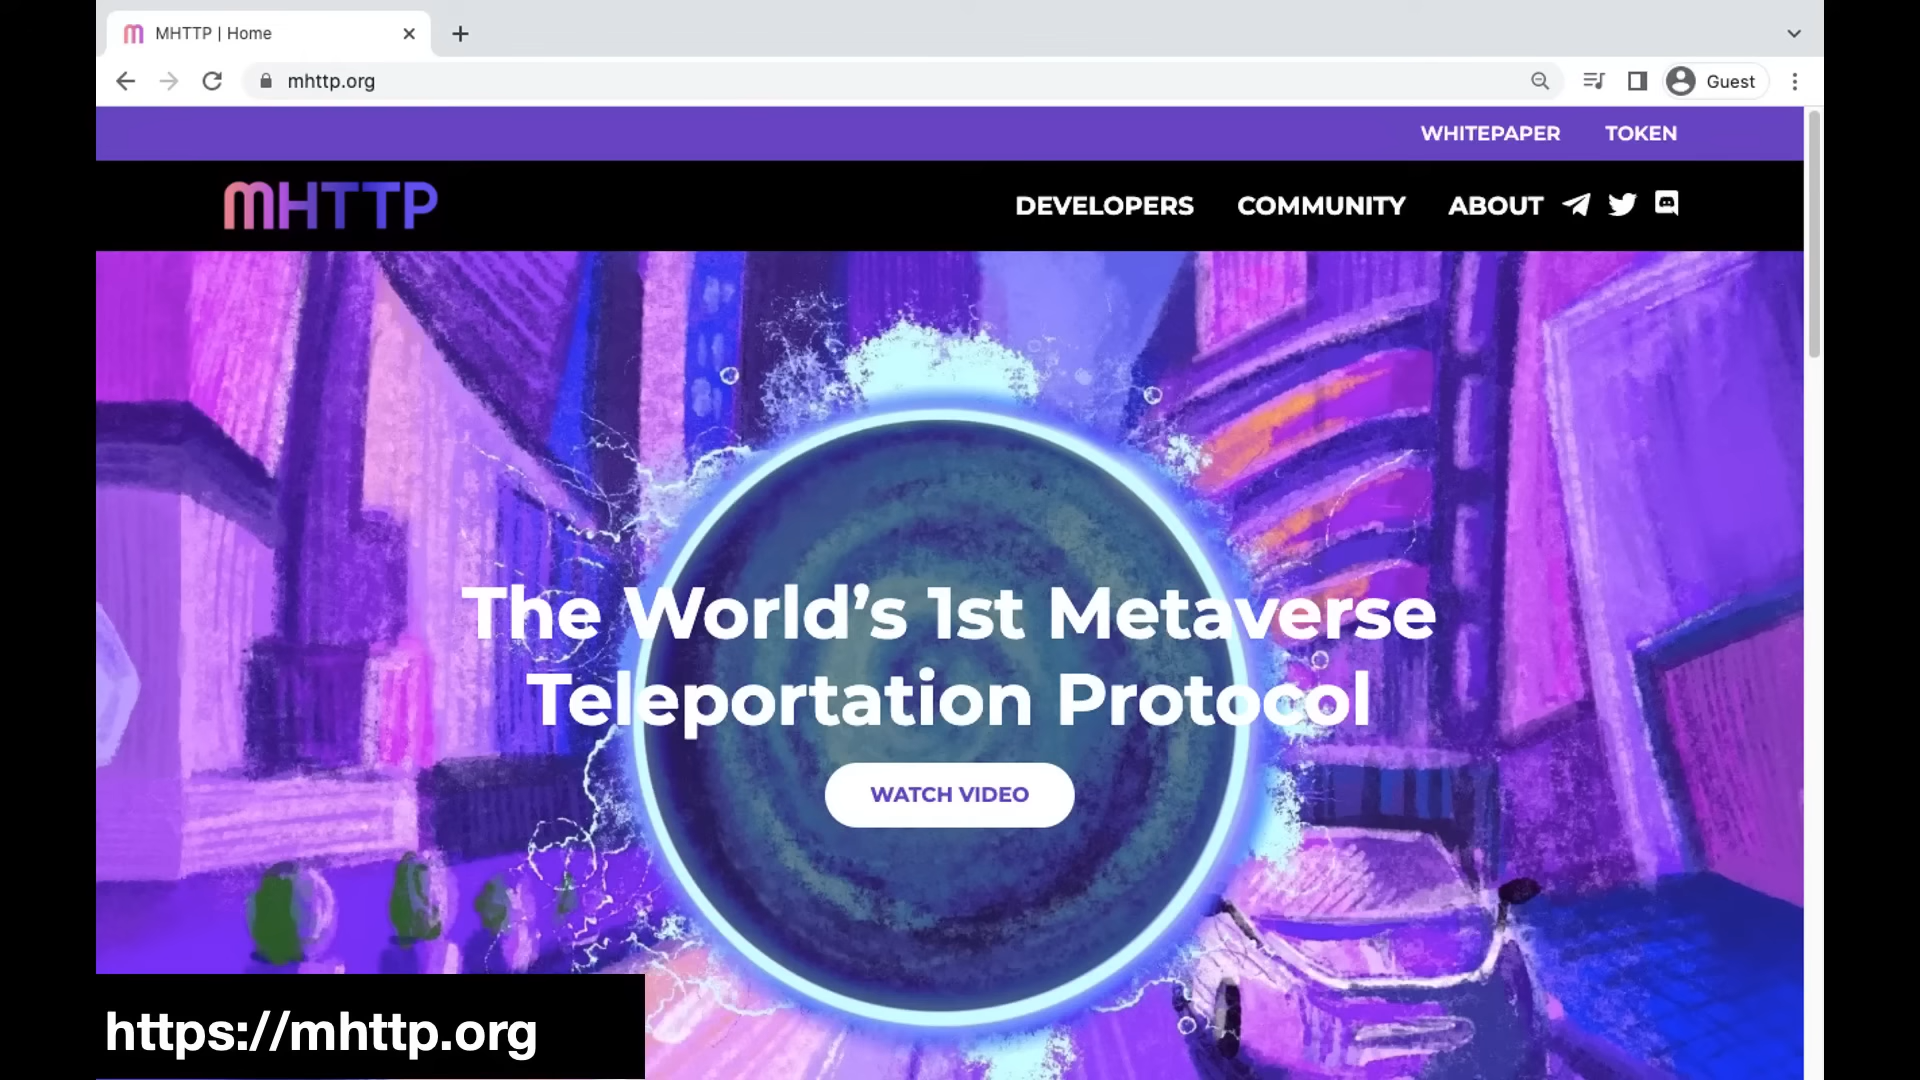 MHTTP | Home
mhttp.org
Guest
WHITEPAPER TOKEN
MHTTP
DEVELOPERS COMMUNITY ABOUT
The World’s 1st Metaverse
Teleportation Protocol
WATCH VIDEO
https://mhttp.org